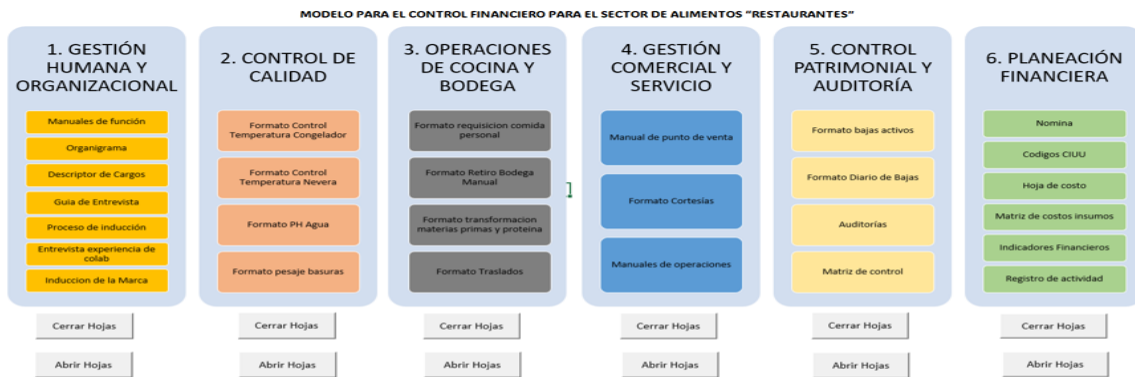 MODELO PARA EL CONTROL FINANCIERO PARA EL SECTOR DE ALIMENTOS "RESTAURANTES"
1. GESTIÓN
HUMANA Y
ORGANIZACIONAL
Manuales de función
Organigrama
Descriptor de Cargos
Guia de Entrevista
Proceso de inducción
Entrevista experiencia de
colab
Induccion de la Marca
Cerrar Hojas
Abrir Hojas
2. CONTROL DE
CALIDAD
Formato Control
Temperatura Congelador
Formato Control
Temperatura Nevera
Formato PH Agua
Formato pesaje basuras
Cerrar Hojas
Abrir Hojas
3. OPERACIONES
DE COCINA Y
BODEGA
Formato requisicion comida
personal
Formato Retiro Bodega
Manual
Formato transformacion
materias primas y proteina
Formato Traslados
Cerrar Hojas
Abrir Hojas
4. GESTIÓN
COMERCIAL Y
SERVICIO
Manual de punto de venta
Formato Cortesías
Manuales de operaciones
Cerrar Hojas
Abrir Hojas
5. CONTROL
PATRIMONIAL Y
AUDITORÍA
Formato bajas activos
Formato Diario de Bajas
Auditorías
Matriz de control
Cerrar Hojas
Abrir Hojas
6. PLANEACIÓN
FINANCIERA
Nomina
Codigos CIUU
Hoja de costo
Matriz de costos insumos
Indicadores Financieros
Registro de actividad
Cerrar Hojas
Abrir Hojas